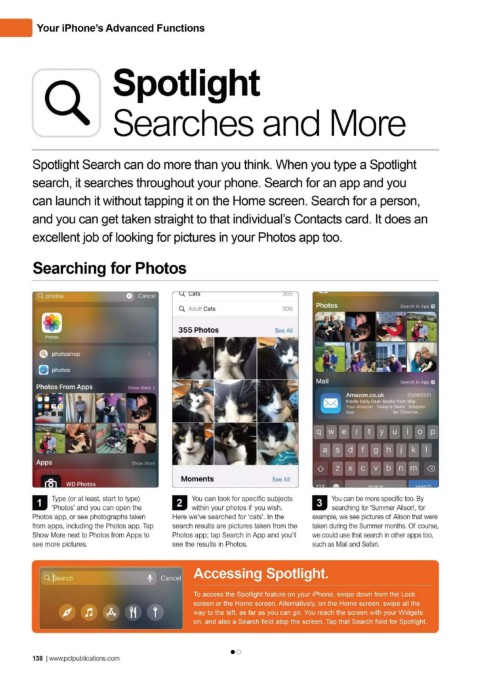 Your iPhone's Advanced Functions
Spotlight
Searches and More
Spotlight Search can do more than you think. When you type a Spotlight
search, it searches throughout your phone. Search for an app and you
can launch it without tapping it on the Home screen. Search for a person,
and you can get taken straight to that individual's Contacts card. It does an
excellent job of looking for pictures in your Photos app too.
Searching for Photos
photos Cancel
Photos
photoshop
photos
Photos From Apps Show More
Apps Show More
WD Photos
Cats 355
Adult Cats 306
355 Photos See All
Moments See All
Photos Search in App
Mail Search in App
Amazon.co.uk
Kindle Daily Deal: Books from
Your Amazon Today's Deals
q w e r t y u i o p
a s d f g h j k l
z x c v b n m
123 space search
1 Type (or at least, start to type)
'Photos' and you can open the
Photos app, or see photographs taken
from apps, including the Photos app. Tap
Show More next to Photos from Apps to
see more pictures.
2 You can look for specific subjects
within your photos if you wish.
Here we've searched for 'cats'. In the
search results are pictures taken from the
Photos app; tap Search in App and you'll
see the results in Photos.
3 You can be more specific too. By
searching for 'Summer Alison', for
example, we see pictures of Alison that were
taken during the Summer months. Of course,
we could use that search in other apps too,
such as Mail and Safari.
Search Cancel
Accessing Spotlight.
To access the Spotlight feature on your iPhone, swipe down from the Lock
screen or the Home screen. Alternatively, on the Home screen, swipe all the
way to the left, as far as you can go. You reach the screen with your Widgets
on, and also a Search field atop the screen. Tap that Search field for Spotlight.
138 | www.pclpublications.com